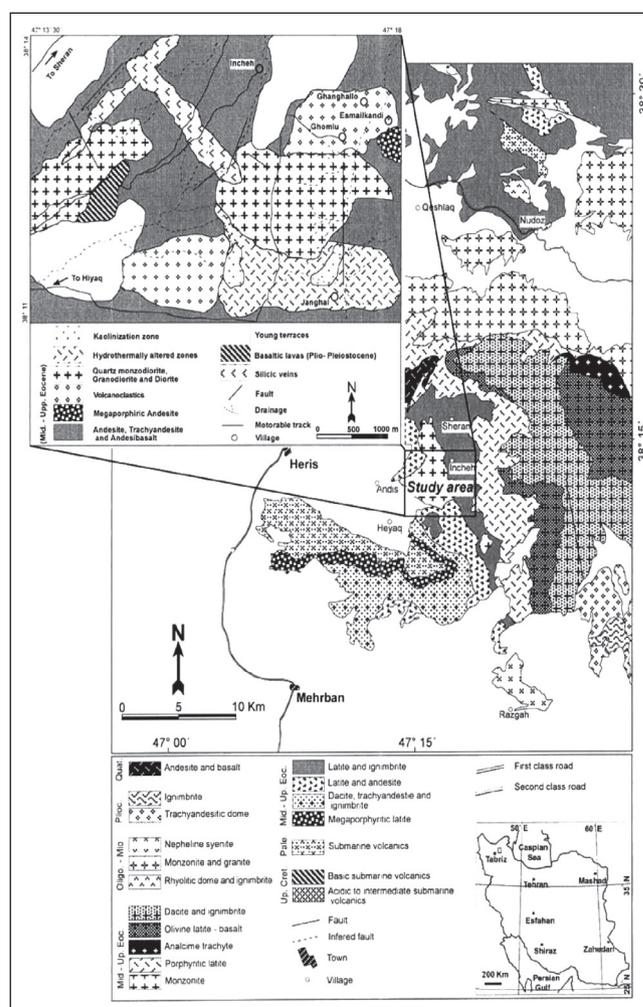 47° 13' 30
47° 18
38° 14
To Sheran
Incheh
Ghanghallo
Esmailkandi
Ghomlu
To Hiyaq
Janghal
38° 11
Kaolinization zone
Hydrothermally altered zones
Quartz monzodiorite,
Granodiorite and Diorite
Volcanoclastics
Megaporphiric Andesite
Andesite, Trachyandesite
and Andesibasalt
(Mid. - Upp. Eocene)
Young terraces
Basaltic lavas (Plio- Pleiostocene)
Silicic veins
Fault
Drainage
Motorable track
Village
N
0 500 1000 m
Qeshlaq
Nudoz
38° 15'
Sheran
Incheh
Study area
Heris
Andis
Heyaq
N
0 5 10 Km
Mehrban
Razgah
47° 00'
47° 15'
Quat.
Andesite and basalt
Plioc.
Ignimbrite
Trachyandesitic dome
Oligo - Mio
Nepheline syenite
Monzonite and granite
Rhyolitic dome and ignimbrite
Mid - Up. Eoc.
Dacite and ignimbrite
Olivine latite - basalt
Analcime trachyte
Porphyritic latite
Monzonite
Mid - Up. Eoc.
Latite and ignimbrite
Latite and andesite
Dacite, trachyandestie and
ignimbrite
Megaporphyritic latite
Pale
Submarine volcanics
Up. Cret
Basic submarine volcanics
Acidic to intermediate submarine
volcanics
Fault
Infered fault
Town
Village
First class road
Second class road
50° E
60° E
Tabriz
Caspian
Sea
Tehran
Mashad
35
N
Esfahan
Shiraz
Zahedan
200 Km
Persian
Gulf
25
N